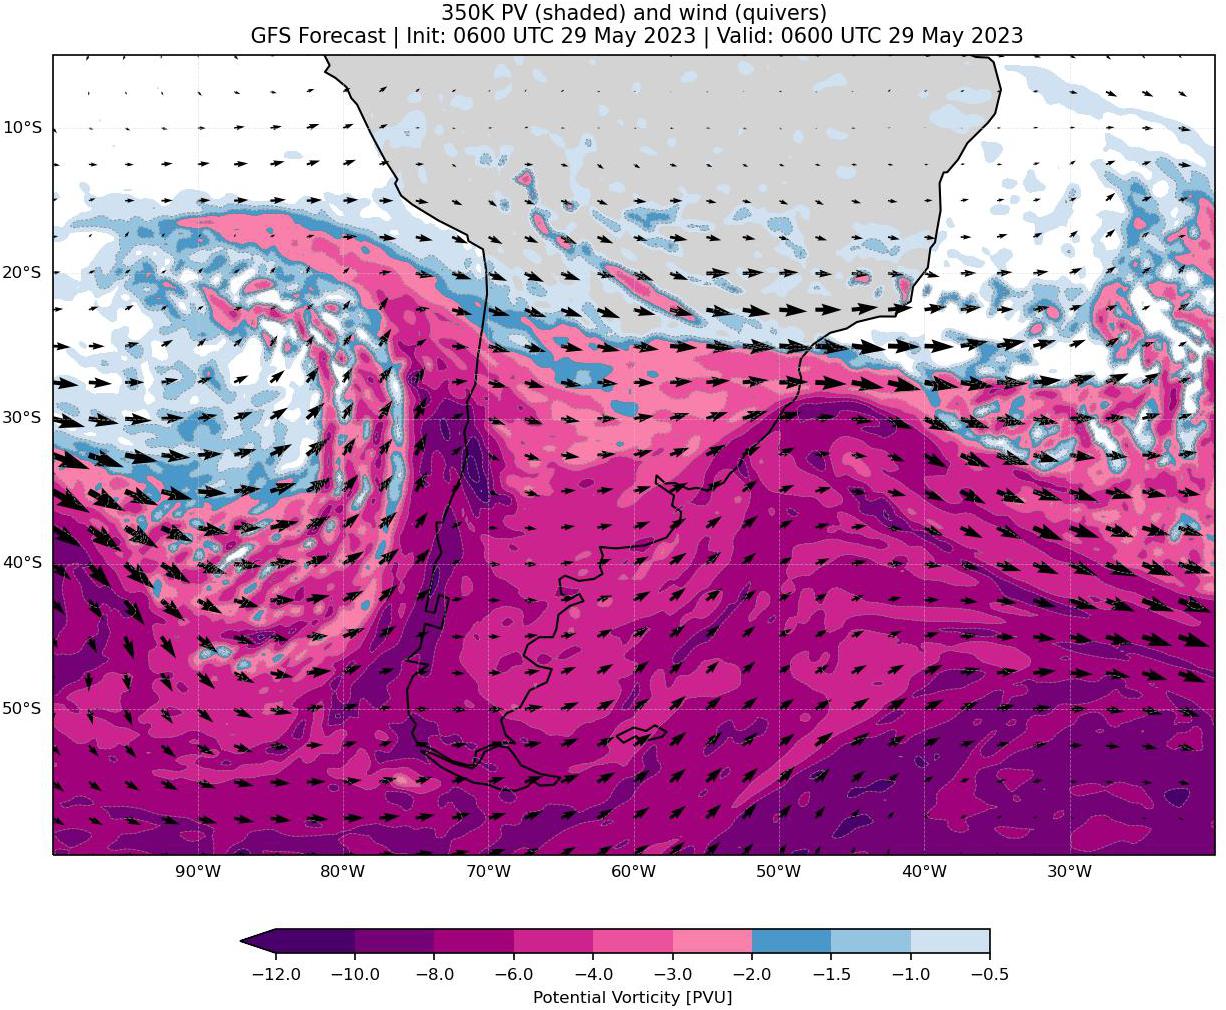 350K PV (shaded) and wind (quivers)
GFS Forecast | Init: 0600 UTC 29 May 2023 | Valid: 0600 UTC 29 May 2023
10°S
20°S
30°S
40°S
50°S
90°W 80°W 70°W 60°W 50°W 40°W 30°W
−12.0 −10.0 −8.0 −6.0 −4.0 −3.0 −2.0 −1.5 −1.0 −0.5
Potential Vorticity [PVU]